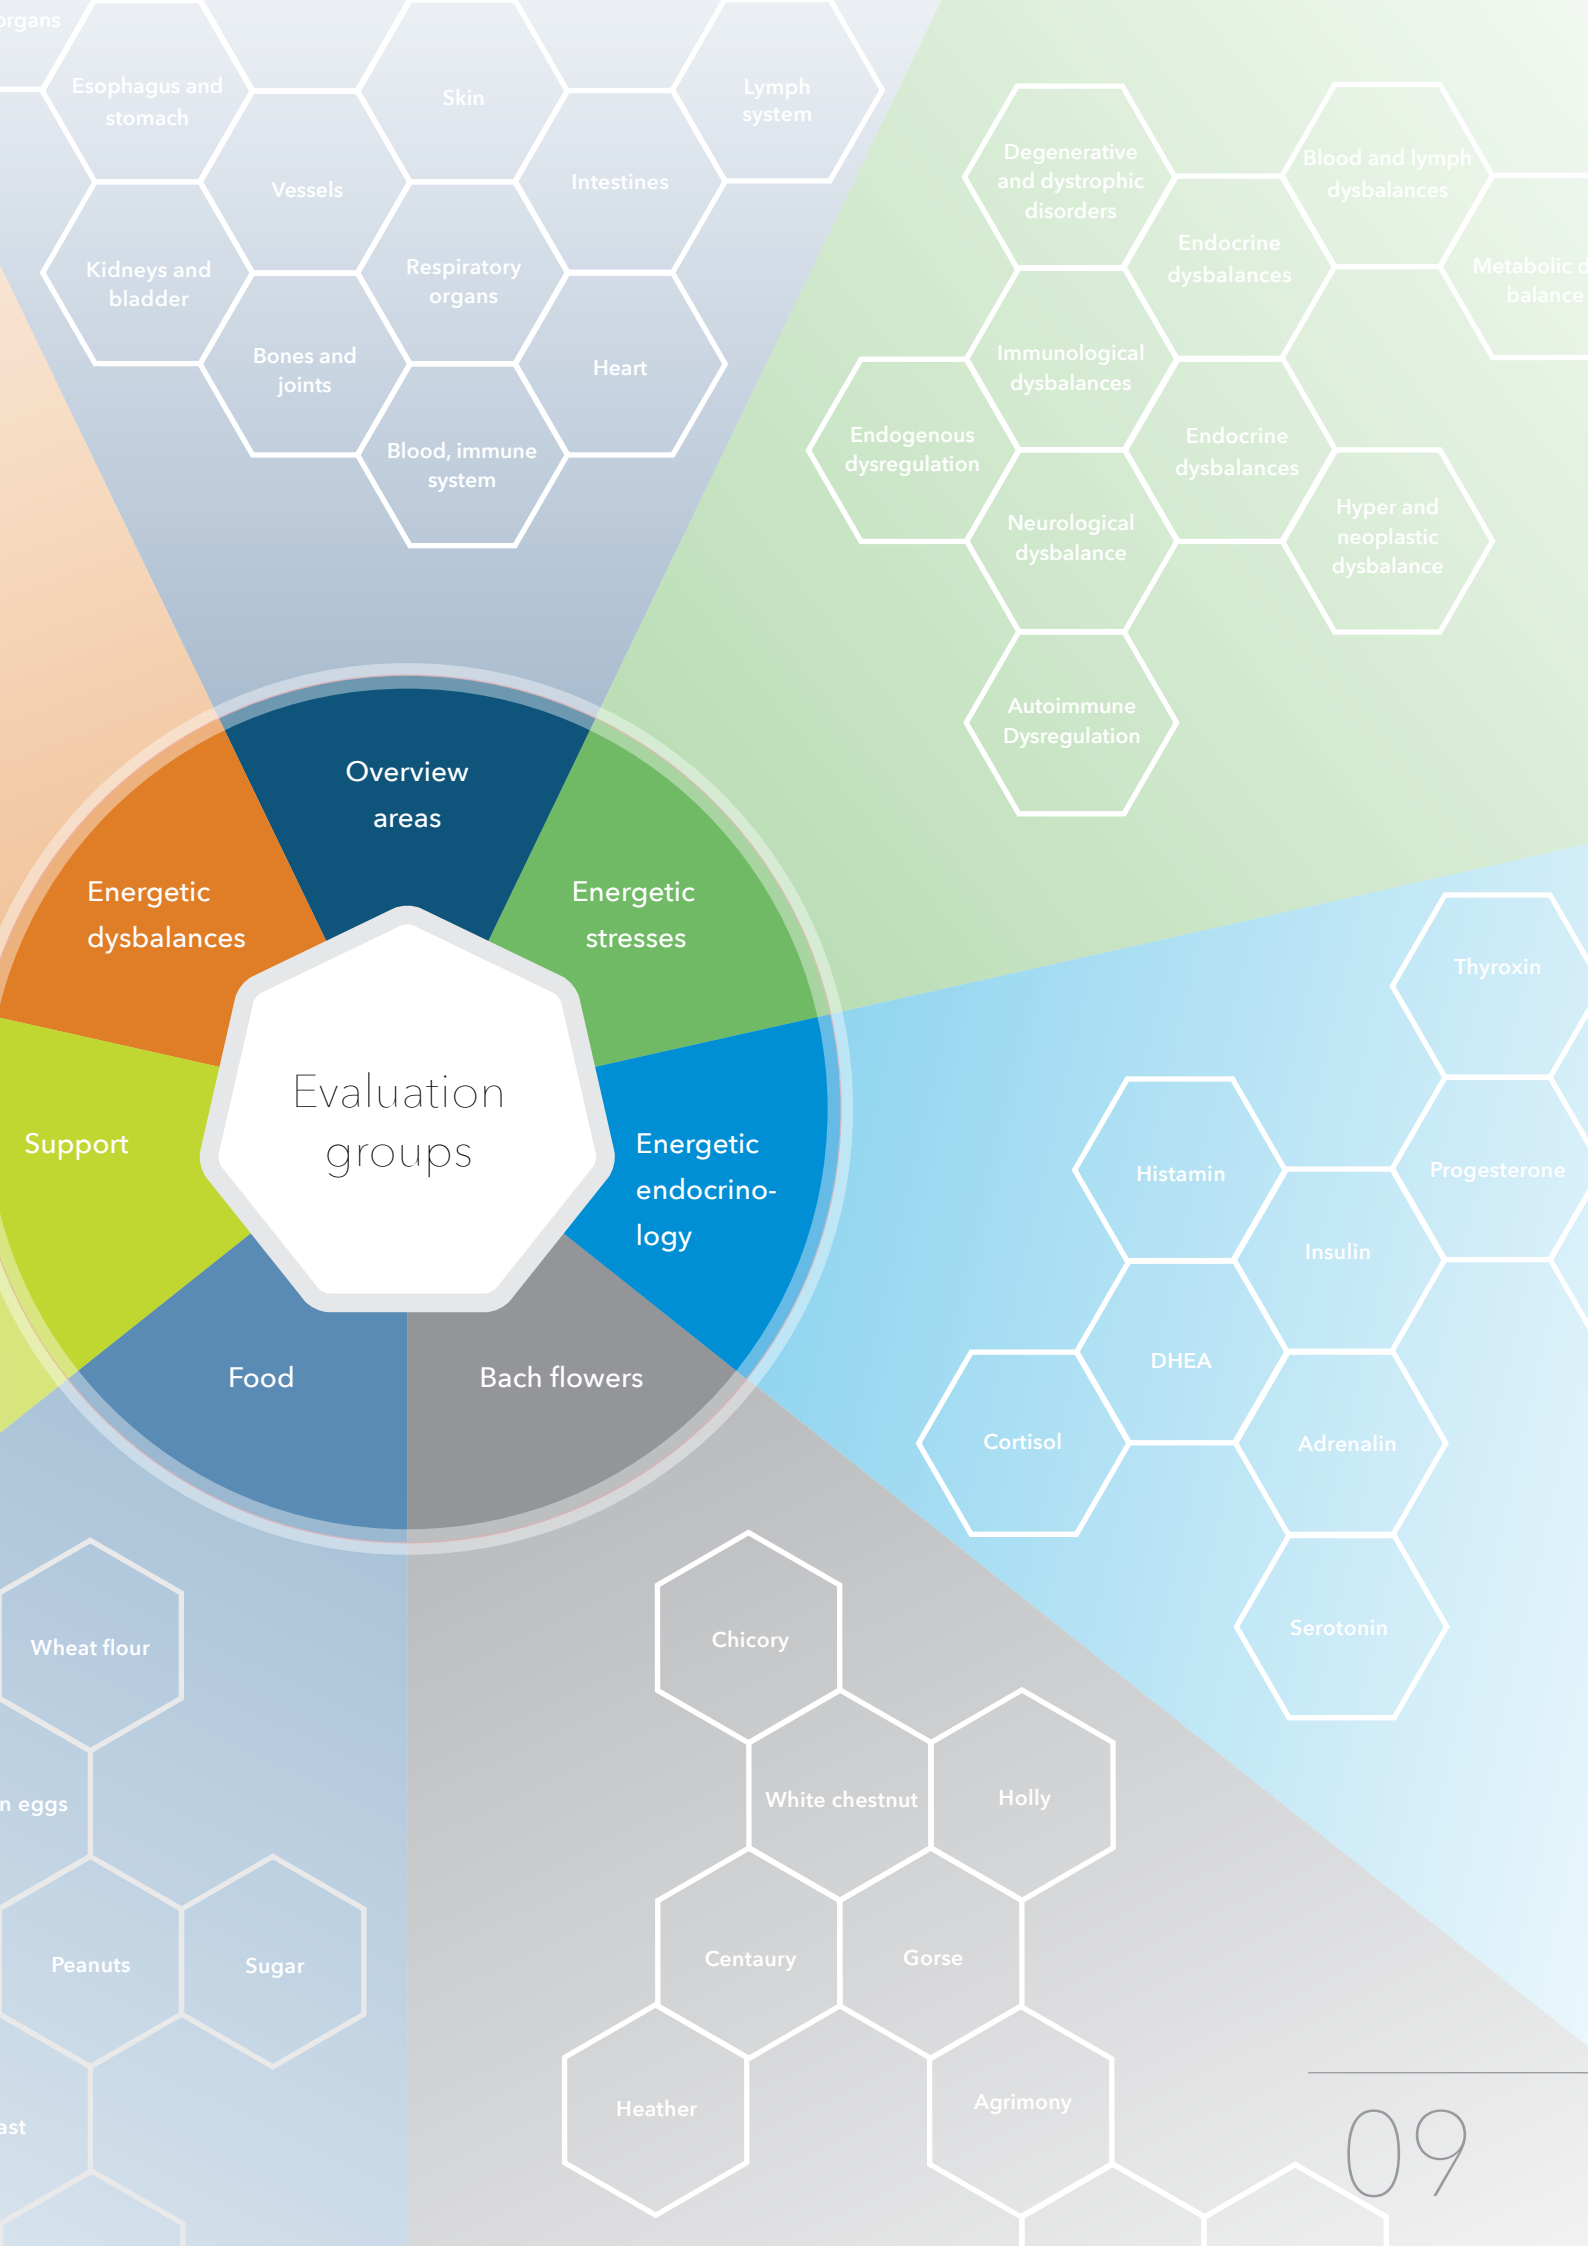 organs
Esophagus and
stomach
Skin
Lymph
system
Vessels
Intestines
Kidneys and
bladder
Respiratory
organs
Bones and
joints
Heart
Blood, immune
system
Degenerative
and dystrophic
disorders
Blood and lymph
dysbalances
Endocrine
dysbalances
Metabolic d
balance
Immunological
dysbalances
Endogenous
dysregulation
Endocrine
dysbalances
Neurological
dysbalance
Hyper and
neoplastic
dysbalance
Autoimmune
Dysregulation
Overview
areas
Energetic
dysbalances
Energetic
stresses
Evaluation
groups
Support
Energetic
endocrino-
logy
Food
Bach flowers
Thyroxin
Histamin
Progesterone
Insulin
DHEA
Cortisol
Adrenalin
Serotonin
Wheat flour
n eggs
Peanuts
Sugar
ast
Chicory
White chestnut
Holly
Centaury
Gorse
Heather
Agrimony
09